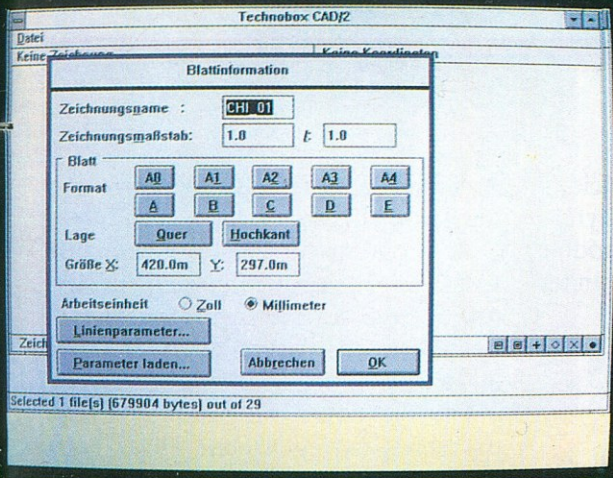 Technobox CAD/2
Datei
Keine Zeichnung Keine Koordinaten
Blattinformation
Zeichnungsname : CHI_01
Zeichnungsmaßstab: 1.0 /: 1.0
Blatt
Format A0 A1 A2 A3 A4
A B C D E
Lage Quer Hochkant
Größe X: 420.0m Y: 297.0m
Arbeitseinheit Zoll Millimeter
Linienparameter...
Zeich
Parameter laden... Abbrechen OK
Selected 1 file[s] [679904 bytes] out of 29